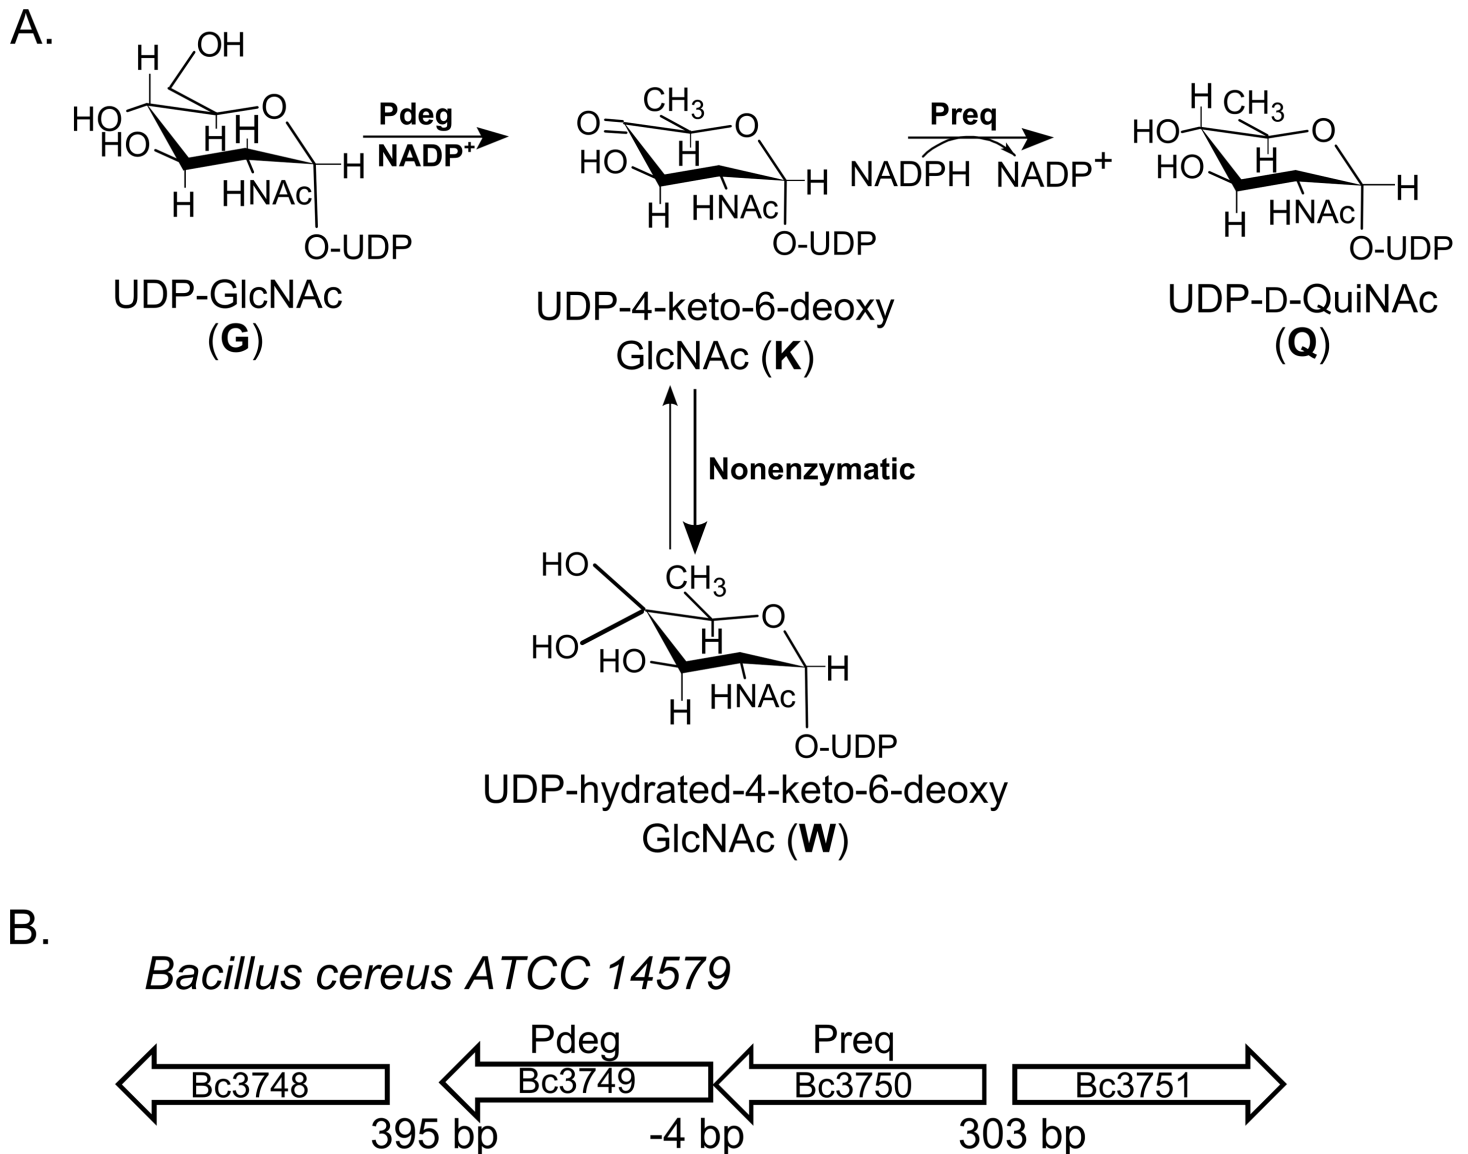 A.
H
OH
HO
O
HO
H
H
H
H
HNAc
O-UDP
UDP-GlcNAc
(G)
Pdeg
NADP+
CH3
O
O
H
HO
H
H
HNAc
O-UDP
UDP-4-keto-6-deoxy
GlcNAc (K)
Preq
NADPH NADP+
H
CH3
O
HO
H
HO
H
H
HNAc
O-UDP
UDP-D-QuiNAc
(Q)
Nonenzymatic
HO
CH3
O
HO
H
HO
H
H
HNAc
O-UDP
UDP-hydrated-4-keto-6-deoxy
GlcNAc (W)
B.
Bacillus cereus ATCC 14579
Pdeg Preq
Bc3748 Bc3749 Bc3750 Bc3751
395 bp -4 bp 303 bp